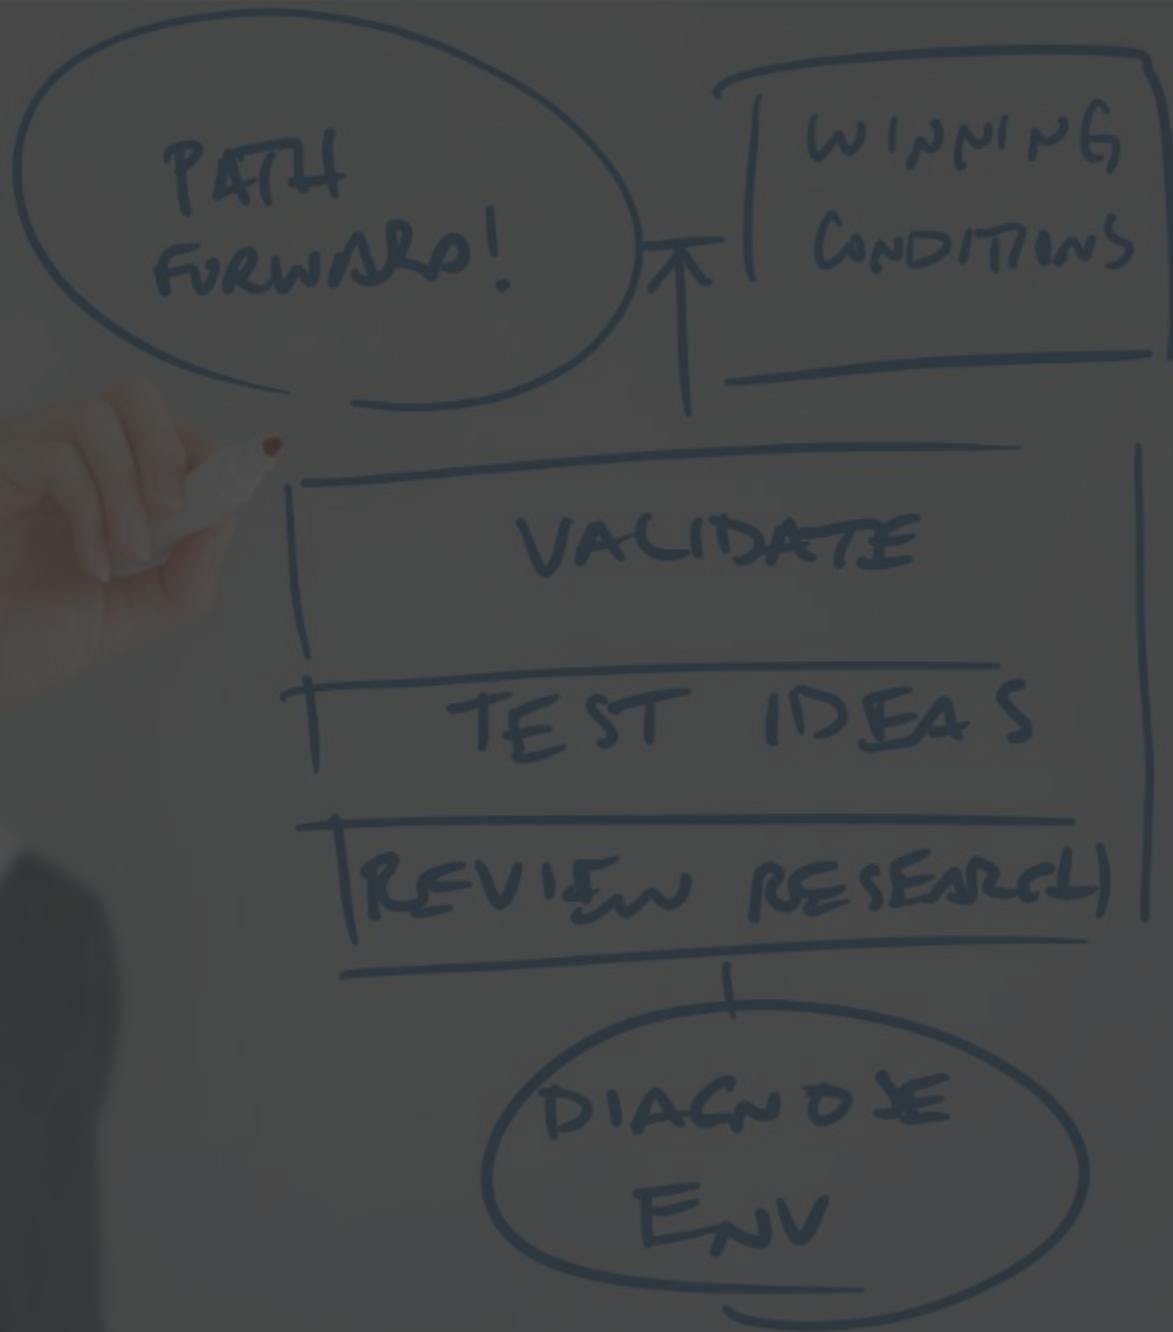 PATH
FORWARD!
WINNING
CONDITIONS
VALIDATE
TEST IDEAS
REVIEW RESEARCH
DIAGNOSE
ENV